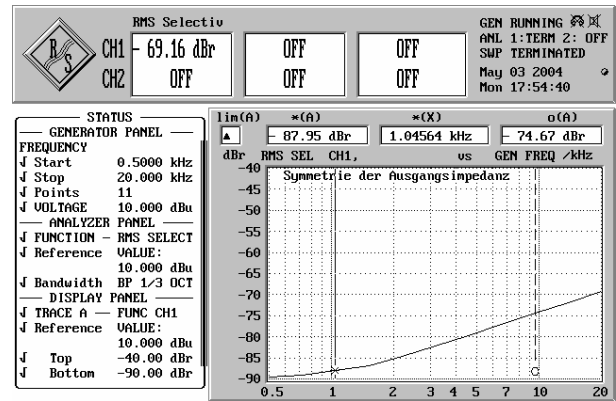 RMS Selectiv
R S
CH1 - 69.16 dBr OFF OFF
CH2 OFF OFF OFF
GEN RUNNING
ANL 1:TERM 2: OFF
SWP TERMINATED
May 03 2004
Mon 17:54:40
STATUS
GENERATOR PANEL
FREQUENCY
√ Start 0.5000 kHz
√ Stop 20.000 kHz
√ Points 11
√ VOLTAGE 10.000 dBu
ANALYZER PANEL
√ FUNCTION - RMS SELECT
√ Reference VALUE:
10.000 dBu
√ Bandwidth BP 1/3 OCT
DISPLAY PANEL
√ TRACE A — FUNC CH1
√ Reference VALUE:
10.000 dBu
√ Top -40.00 dBr
√ Bottom -90.00 dBr
lim(A) *(A) *(X) o(A)
▲ - 87.95 dBr 1.04564 kHz - 74.67 dBr
dBr RMS SEL CH1, vs GEN FREQ /kHz
Symmetrie der Ausgangsimpedanz
-40
-45
-50
-55
-60
-65
-70
-75
-80
-85
-90
0.5 1 2 3 4 5 7 10 20